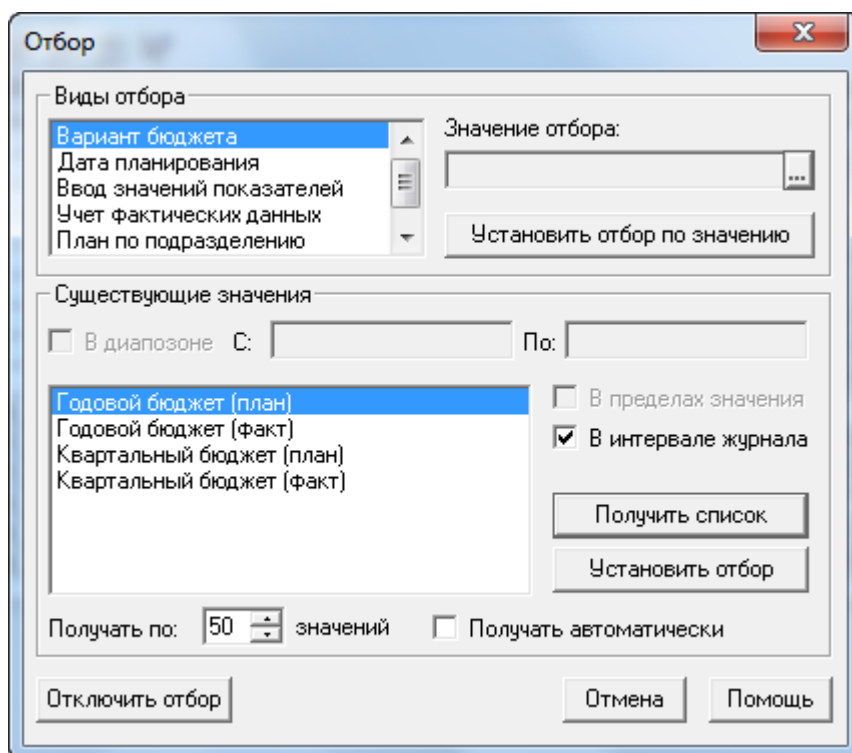 Отбор
Виды отбора
Вариант бюджета
Дата планирования
Ввод значений показателей
Учет фактических данных
План по подразделению
Значение отбора:
...
Установить отбор по значению
Существующие значения
В диапозоне С: По:
Годовой бюджет (план)
Годовой бюджет (факт)
Квартальный бюджет (план)
Квартальный бюджет (факт)
В пределах значения
В интервале журнала
Получить список
Установить отбор
Получать по: 50 значений Получать автоматически
Отключить отбор Отмена Помощь